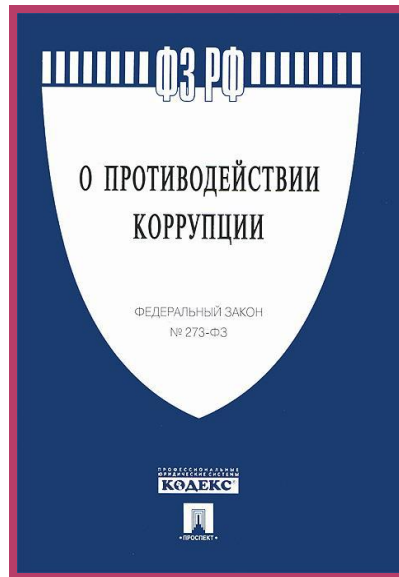 ФЗ РФ
О ПРОТИВОДЕЙСТВИИ
КОРРУПЦИИ
ФЕДЕРАЛЬНЫЙ ЗАКОН
№ 273-ФЗ
ПРОФЕССИОНАЛЬНЫЕ
ЮРИДИЧЕСКИЕ СИСТЕМЫ
КОДЕКС
• ПРОСПЕКТ •